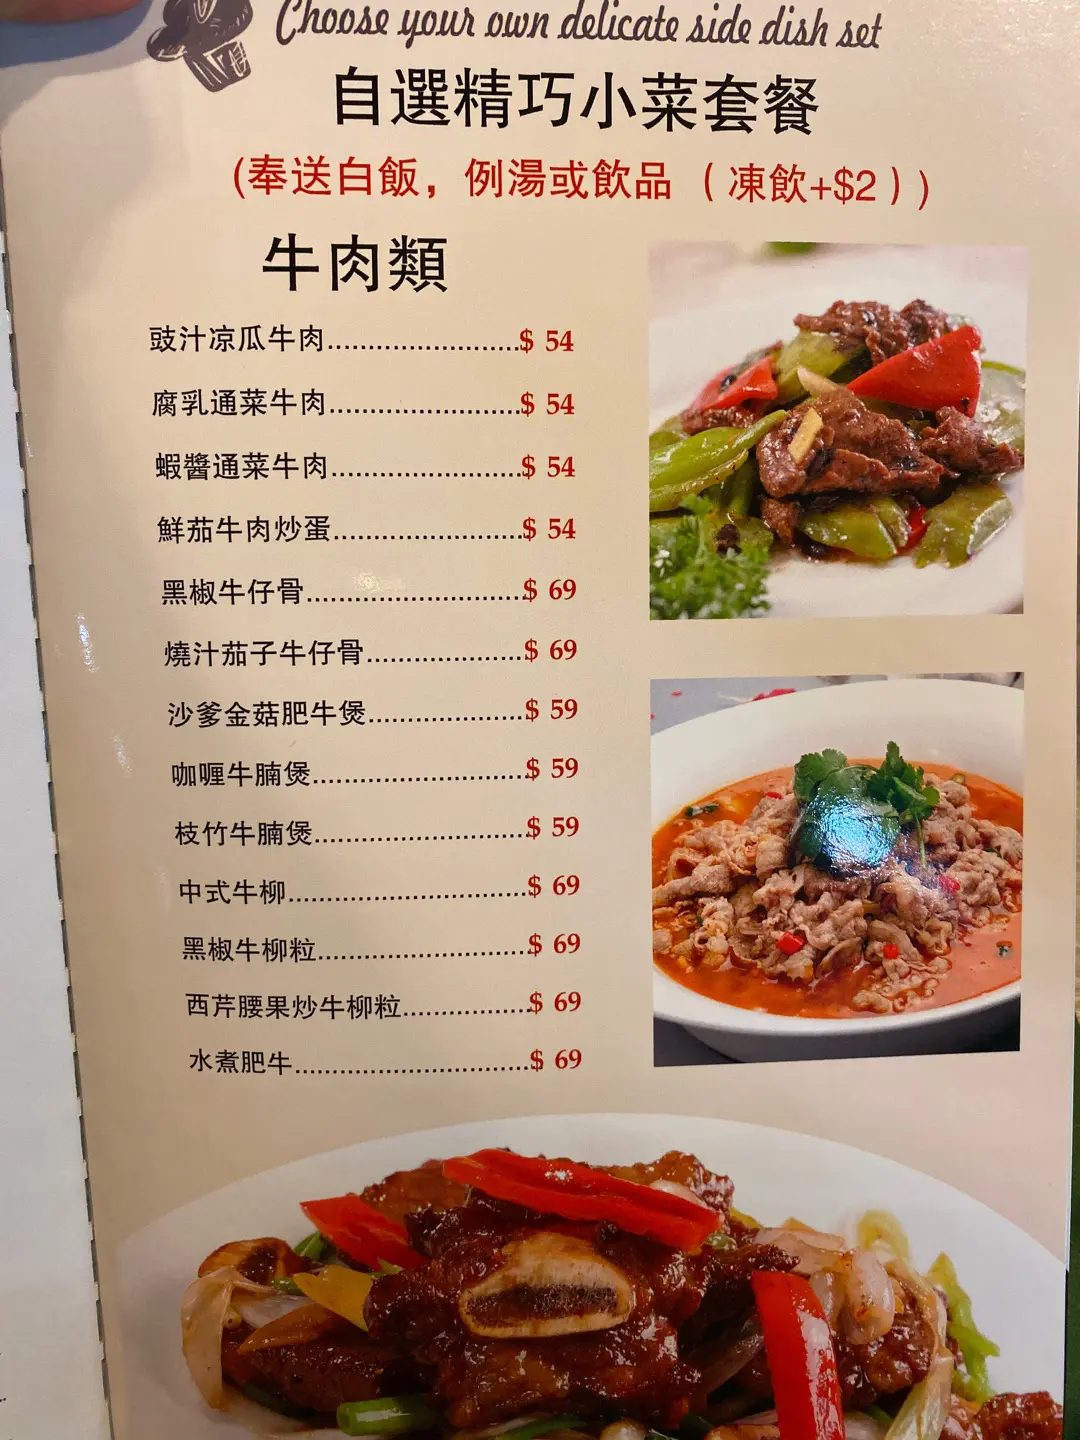 Choose your own delicate side dish set
自選精巧小菜套餐
(奉送白飯，例湯或飲品 （凍飲+$2）)
牛肉類
豉汁凉瓜牛肉........................$ 54
腐乳通菜牛肉........................$ 54
蝦醬通菜牛肉........................$ 54
鮮茄牛肉炒蛋........................$ 54
黑椒牛仔骨...........................$ 69
燒汁茄子牛仔骨....................$ 69
沙爹金菇肥牛煲....................$ 59
咖喱牛腩煲...........................$ 59
枝竹牛腩煲...........................$ 59
中式牛柳..............................$ 69
黑椒牛柳粒...........................$ 69
西芹腰果炒牛柳粒................$ 69
水煮肥牛..............................$ 69